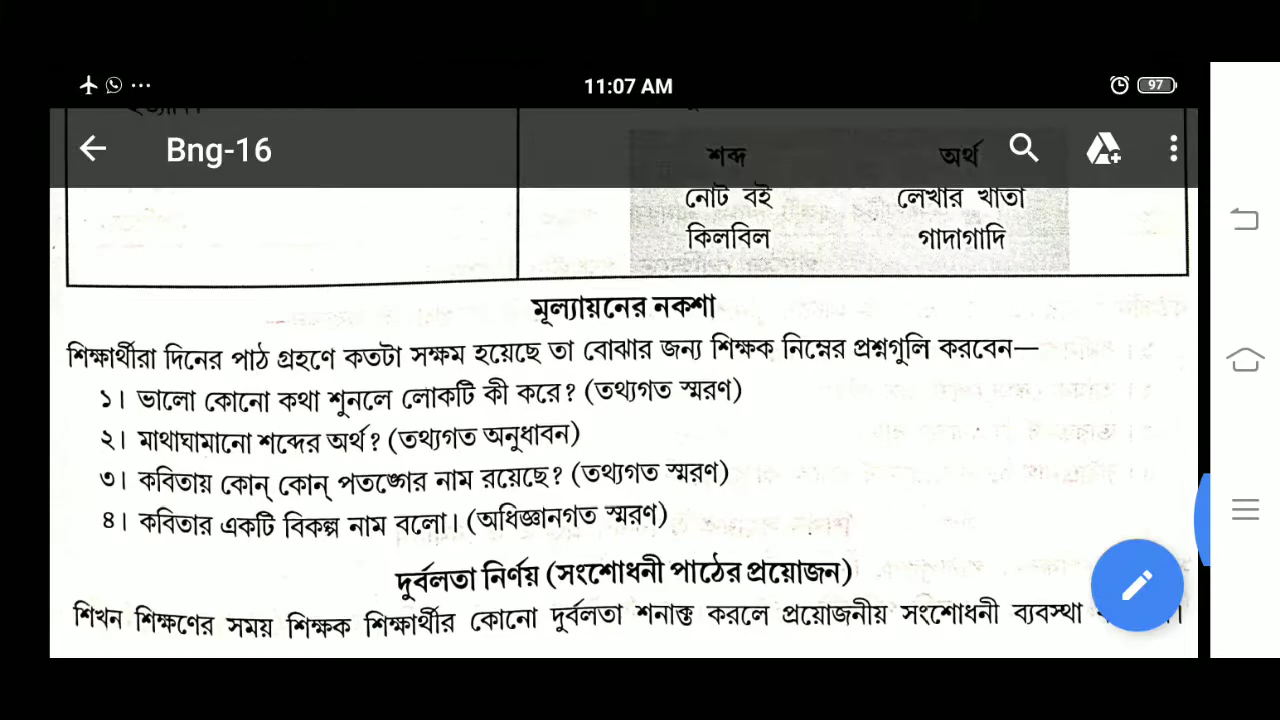 11:07 AM
97
Bng-16
শব্দ অর্থ
নোট বই লেখার খাতা
কিলবিল গাদাগাদি
মূল্যায়নের নকশা
শিক্ষার্থীরা দিনের পাঠ গ্রহণে কতটা সক্ষম হয়েছে তা বোঝার জন্য শিক্ষক নিম্নের প্রশ্নগুলি করবেন—
১। ভালো কোনো কথা শুনলে লোকটি কী করে? (তথ্যগত স্মরণ)
২। মাথাঘামানো শব্দের অর্থ? (তথ্যগত অনুধাবন)
৩। কবিতায় কোন্ কোন্ পতঙ্গের নাম রয়েছে? (তথ্যগত স্মরণ)
৪। কবিতার একটি বিকল্প নাম বলো। (অধিজ্ঞানগত স্মরণ)
দুর্বলতা নির্ণয় (সংশোধনী পাঠের প্রয়োজন)
শিখন শিক্ষণের সময় শিক্ষক শিক্ষার্থীর কোনো দুর্বলতা শনাক্ত করলে প্রয়োজনীয় সংশোধনী ব্যবস্থা